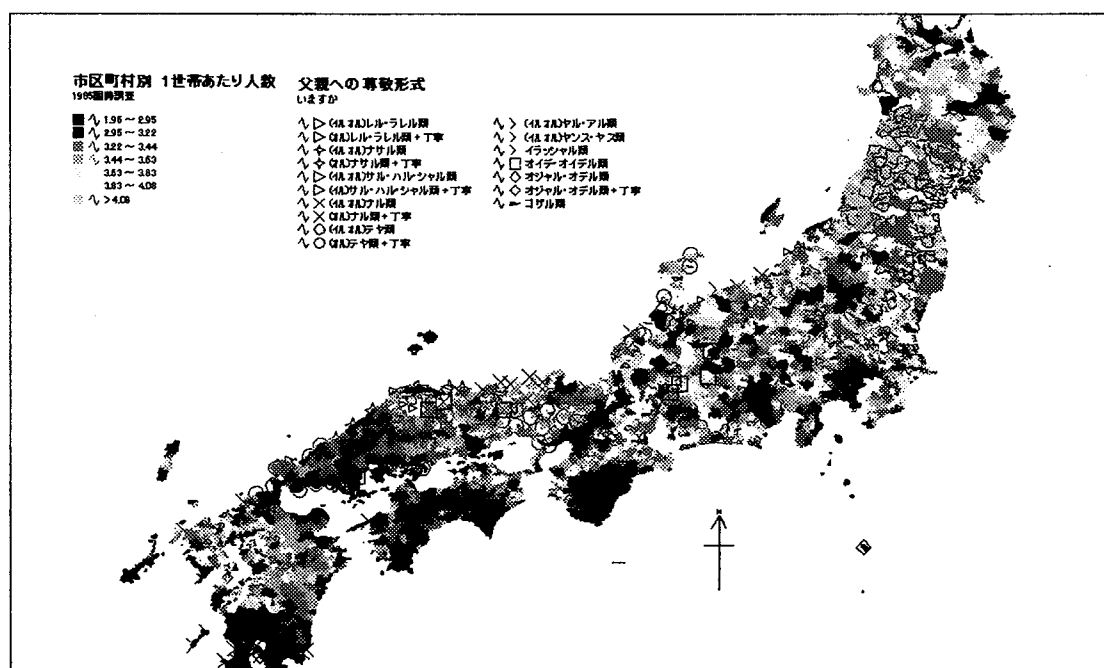 市区町村別 1世帯あたり人数
1995国勢調査
1.95 ~ 2.95
2.95 ~ 3.22
3.22 ~ 3.44
3.44 ~ 3.63
3.63 ~ 3.83
3.83 ~ 4.08
> 4.08
父親への尊敬形式
いますか
(イル オル)レル・ラレル類
(オル)レル・ラレル類+丁寧
(イル オル)ナサル類
(オル)ナサル類+丁寧
(イル オル)サル・ハル・シャル類
(イル)サル・ハル・シャル類+丁寧
(イル オル)ナル類
(オル)ナル類+丁寧
(イル オル)テヤ類
(オル)テヤ類+丁寧
(イル オル)ヤル・アル類
(イル オル)ヤンス・ヤス類
イラッシャル類
オイデ・オイデル類
オジャル・オデル類
オジャル・オデル類+丁寧
ゴザル類